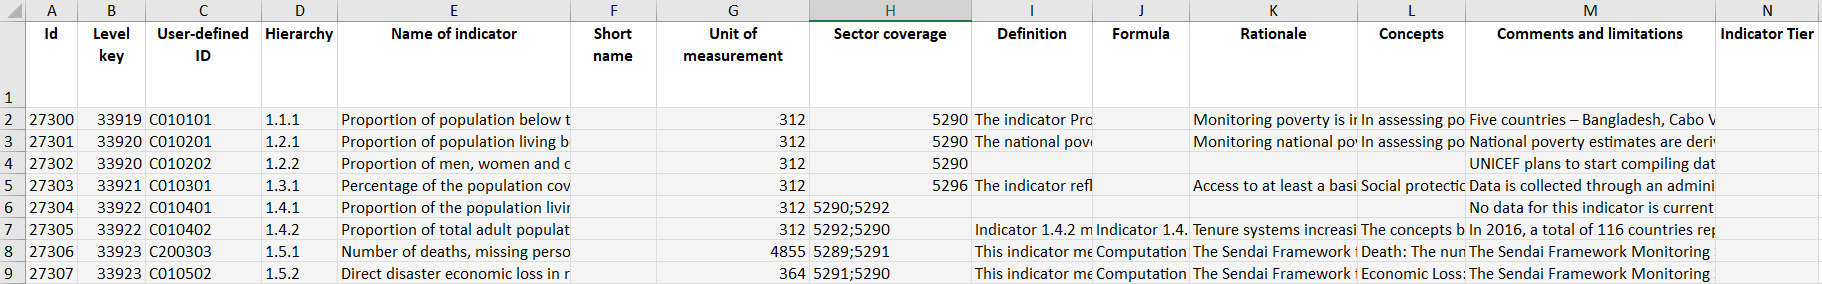 A B C D E F G H I J K L M N
Id Level key User-defined ID Hierarchy Name of indicator Short name Unit of measurement Sector coverage Definition Formula Rationale Concepts Comments and limitations Indicator Tier
1
2 27300 33919 C010101 1.1.1 Proportion of population below t 312 5290 The indicator Pro Monitoring poverty is in In assessing po Five countries – Bangladesh, Cabo V
3 27301 33920 C010201 1.2.1 Proportion of population living b 312 5290 The national pov Monitoring national pov In assessing po National poverty estimates are deri
4 27302 33920 C010202 1.2.2 Proportion of men, women and c 312 5290 UNICEF plans to start compiling dat
5 27303 33921 C010301 1.3.1 Percentage of the population cov 312 5296 The indicator refl Access to at least a basi Social protectic Data is collected through an admini
6 27304 33922 C010401 1.4.1 Proportion of the population livin 312 5290;5292 No data for this indicator is current
7 27305 33922 C010402 1.4.2 Proportion of total adult populat 312 5292;5290 Indicator 1.4.2 m Indicator 1.4. Tenure systems increasi The concepts b In 2016, a total of 116 countries rep
8 27306 33923 C200303 1.5.1 Number of deaths, missing perso 4855 5289;5291 This indicator me Computation The Sendai Framework Death: The nun The Sendai Framework Monitoring
9 27307 33923 C010502 1.5.2 Direct disaster economic loss in r 364 5291;5290 This indicator me Computation The Sendai Framework Economic Loss: The Sendai Framework Monitoring